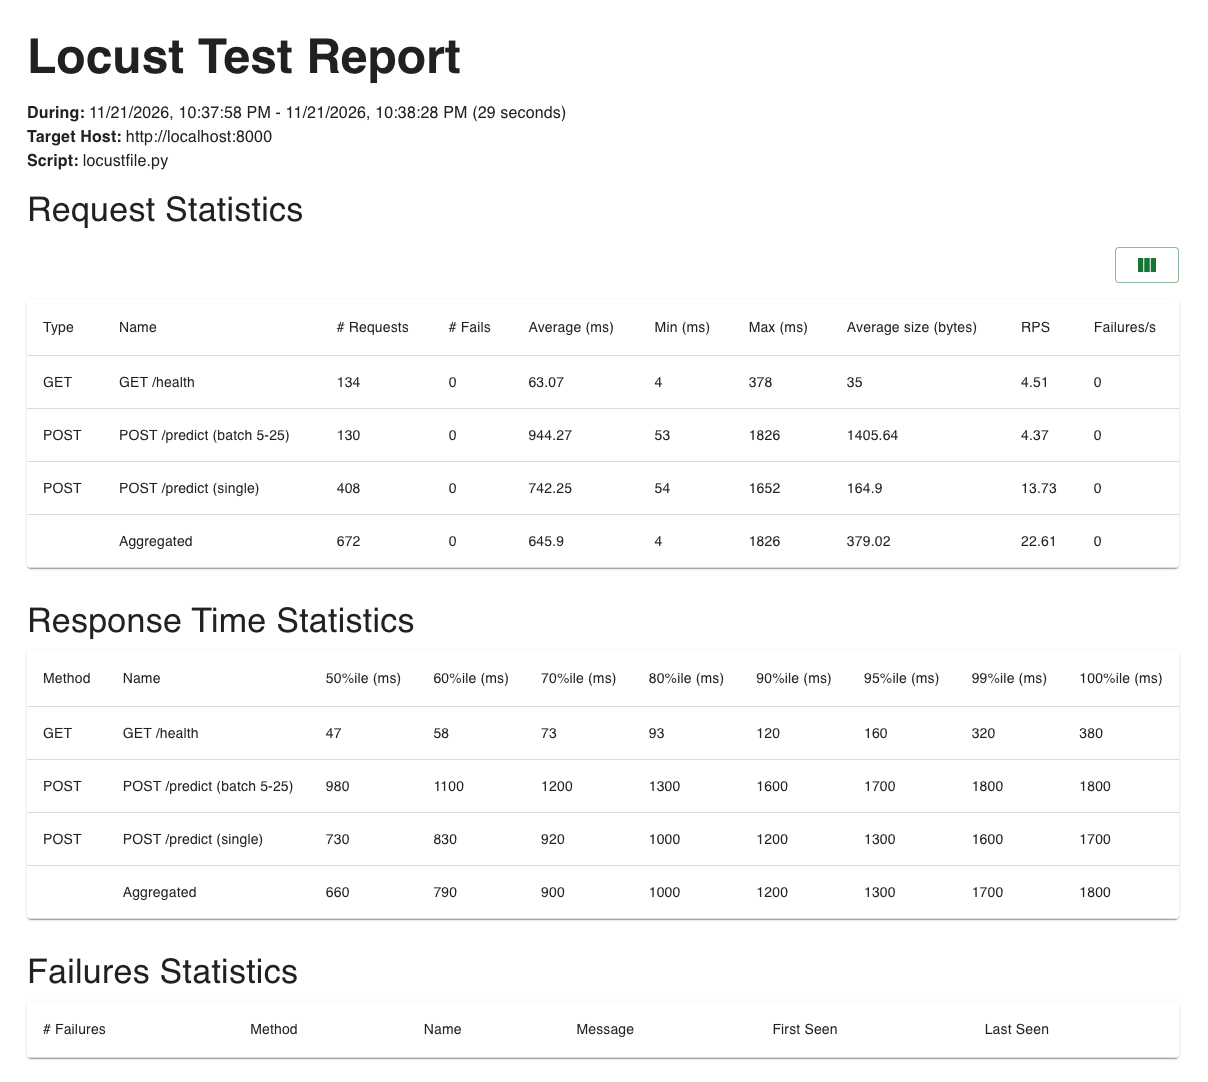 Locust Test Report
During: 11/21/2026, 10:37:58 PM - 11/21/2026, 10:38:28 PM (29 seconds)
Target Host: http://localhost:8000
Script: locustfile.py
Request Statistics
Type Name # Requests # Fails Average (ms) Min (ms) Max (ms) Average size (bytes) RPS Failures/s
GET GET /health 134 0 63.07 4 378 35 4.51 0
POST POST /predict (batch 5-25) 130 0 944.27 53 1826 1405.64 4.37 0
POST POST /predict (single) 408 0 742.25 54 1652 164.9 13.73 0
Aggregated 672 0 645.9 4 1826 379.02 22.61 0
Response Time Statistics
Method Name 50%ile (ms) 60%ile (ms) 70%ile (ms) 80%ile (ms) 90%ile (ms) 95%ile (ms) 99%ile (ms) 100%ile (ms)
GET GET /health 47 58 73 93 120 160 320 380
POST POST /predict (batch 5-25) 980 1100 1200 1300 1600 1700 1800 1800
POST POST /predict (single) 730 830 920 1000 1200 1300 1600 1700
Aggregated 660 790 900 1000 1200 1300 1700 1800
Failures Statistics
# Failures Method Name Message First Seen Last Seen